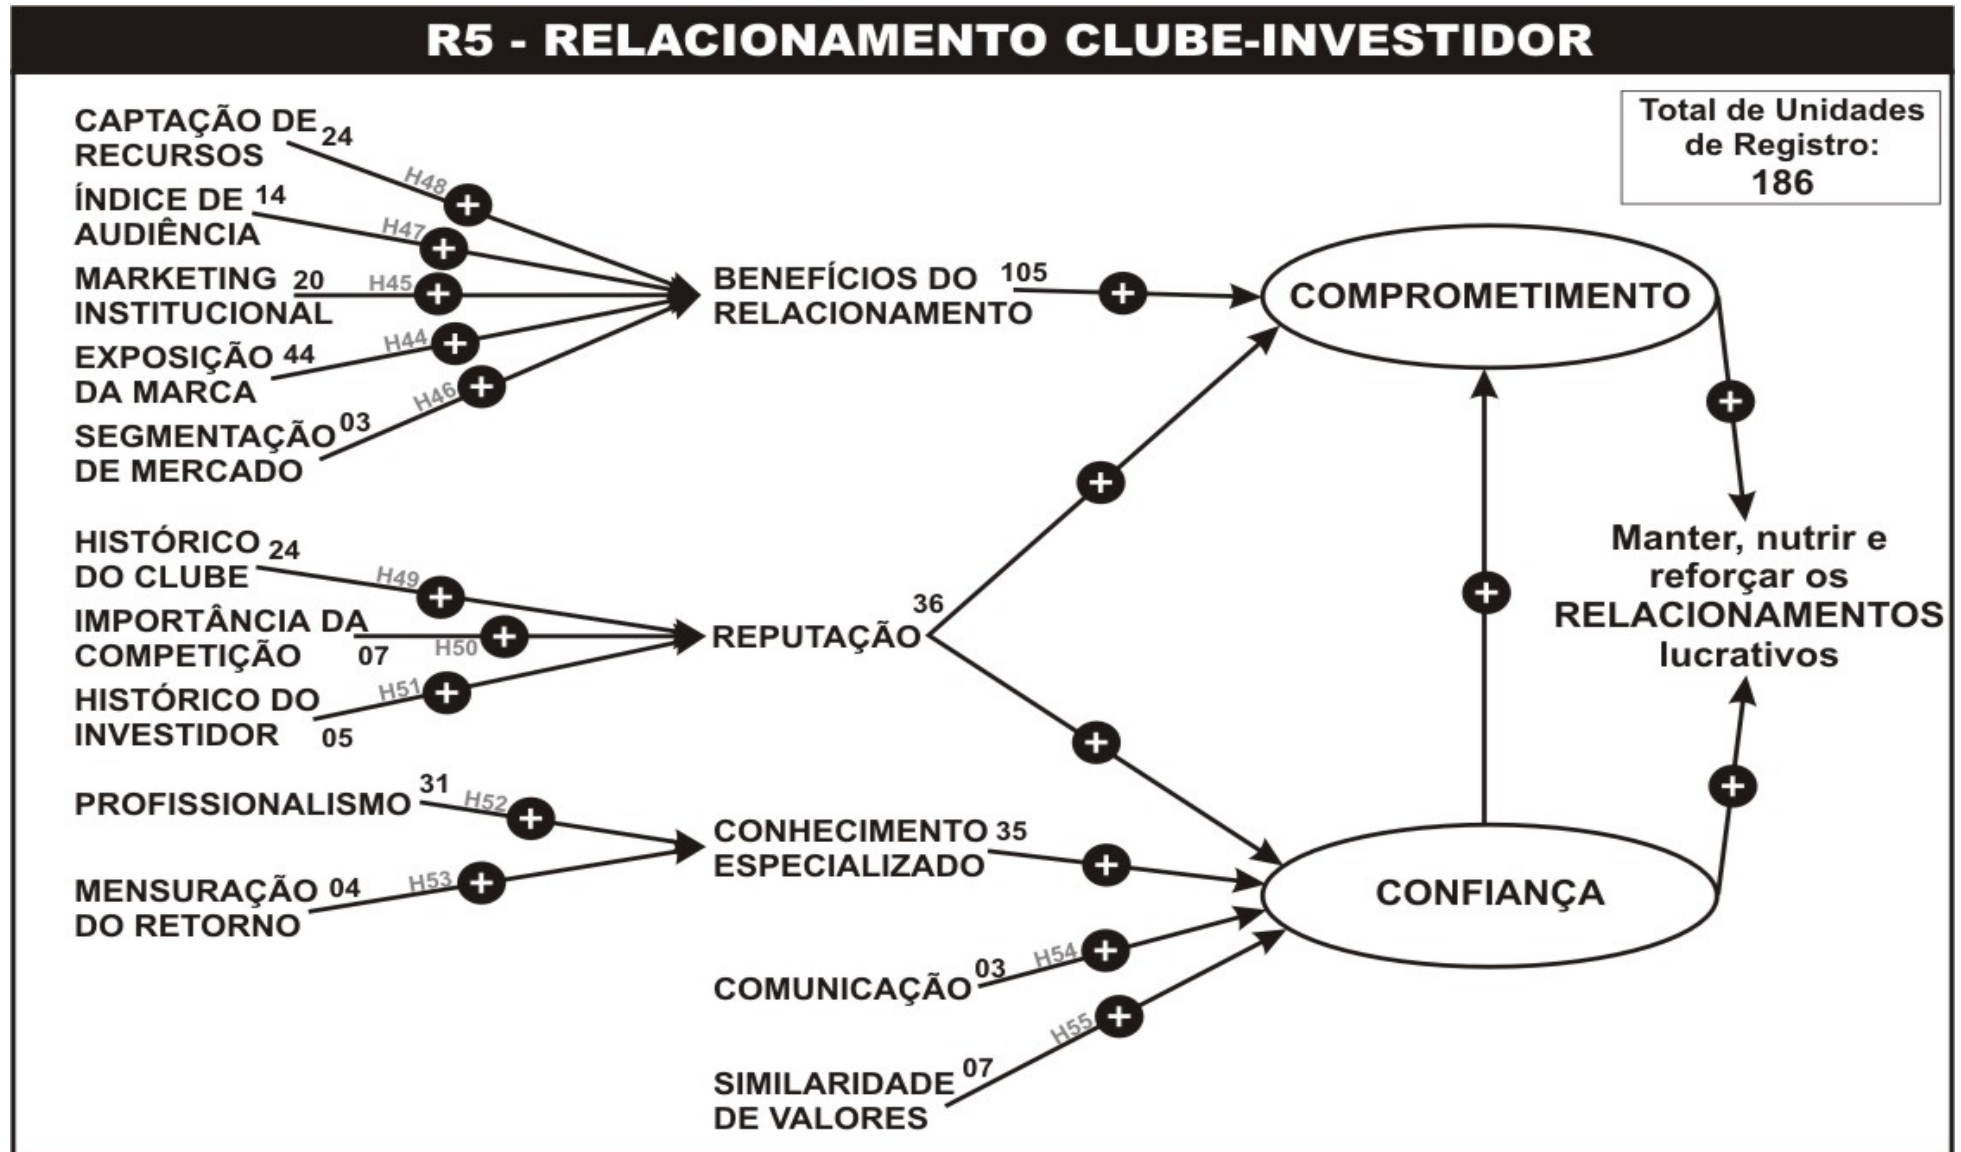 R5 - RELACIONAMENTO CLUBE-INVESTIDOR
Total de Unidades
de Registro:
186
CAPTAÇÃO DE 24
RECURSOS
H48
+
ÍNDICE DE 14
AUDIÊNCIA
H47
+
MARKETING 20
INSTITUCIONAL
H45
+
EXPOSIÇÃO 44
DA MARCA
H44
+
SEGMENTAÇÃO 03
DE MERCADO
H46
+
BENEFÍCIOS DO 105
RELACIONAMENTO
+
COMPROMETIMENTO
+
HISTÓRICO 24
DO CLUBE
H49
+
IMPORTÂNCIA DA
COMPETIÇÃO 07
H50
+
HISTÓRICO DO
INVESTIDOR 05
H51
+
REPUTAÇÃO 36
+
+
+
Manter, nutrir e
reforçar os
RELACIONAMENTOS
lucrativos
+
PROFISSIONALISMO 31
H52
+
MENSURAÇÃO 04
DO RETORNO
H53
+
CONHECIMENTO 35
ESPECIALIZADO
+
CONFIANÇA
COMUNICAÇÃO 03
H54
+
SIMILARIDADE 07
DE VALORES
H55
+